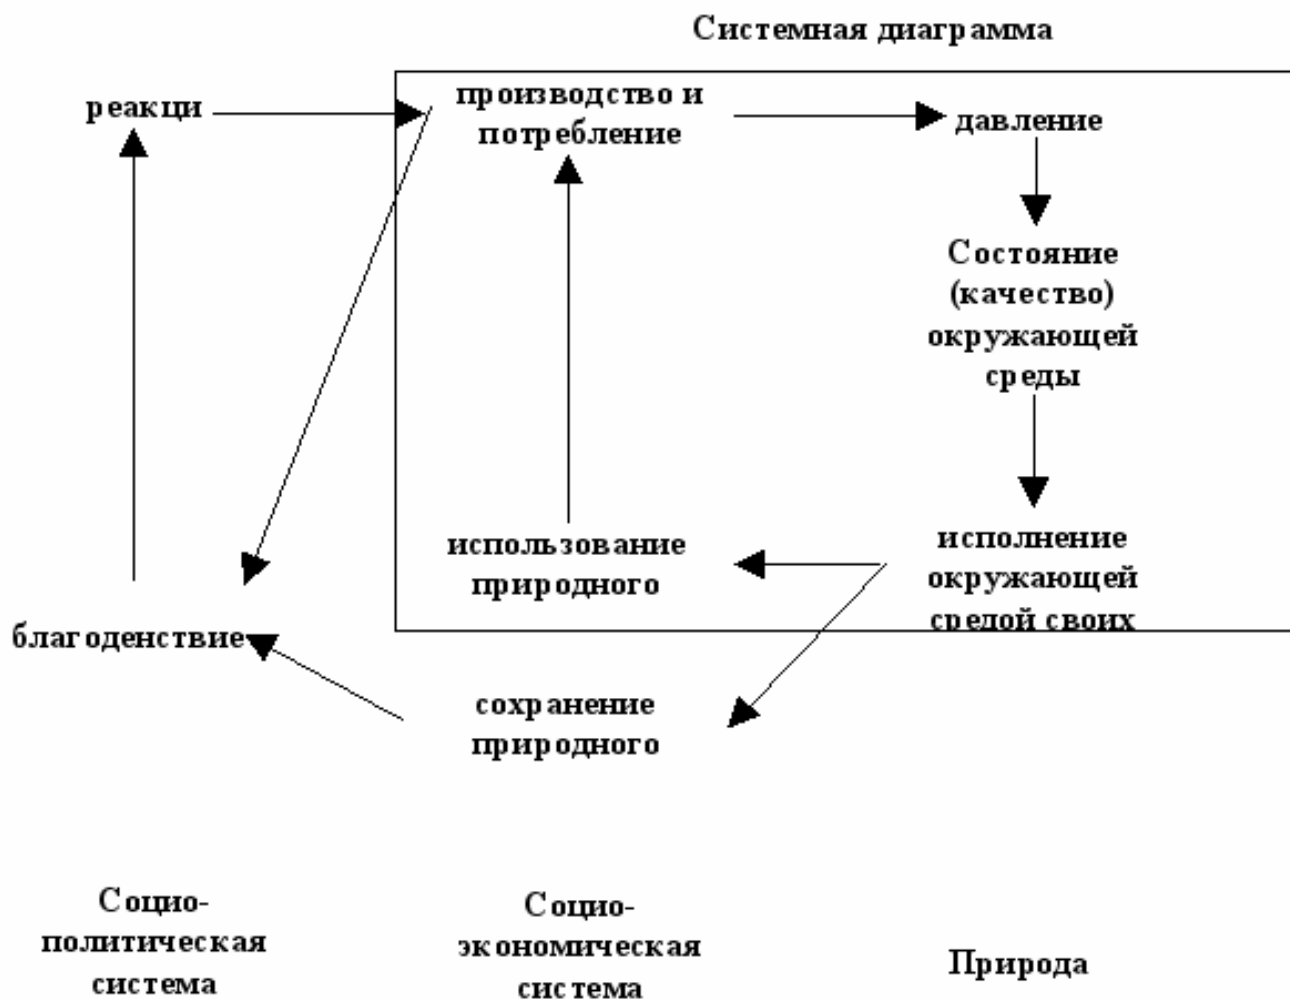 Системная диаграмма
реакци
производство и
потребление
давление
Состояние
(качество)
окружающей
среды
использование
природного
исполнение
окружающей
средой своих
благоденствие
сохранение
природного
Социо-
политическая
система
Социо-
экономическая
система
Природа